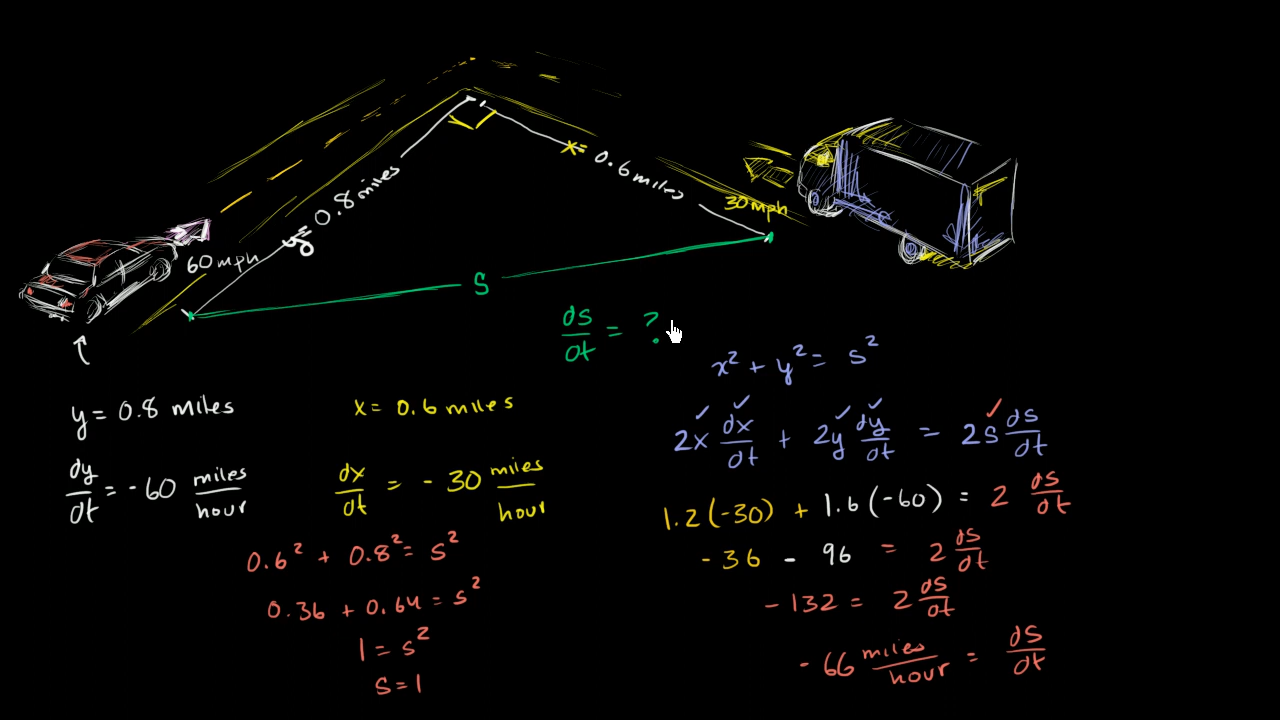 x = 0.6 miles
y = 0.8 miles
30 mph
60 mph
S
ds/dt = ?
x² + y² = s²
y = 0.8 miles
x = 0.6 miles
2x dx/dt + 2y dy/dt = 2s ds/dt
dy/dt = -60 miles/hour
dx/dt = -30 miles/hour
1.2(-30) + 1.6(-60) = 2 ds/dt
0.6² + 0.8² = s²
-36 - 96 = 2 ds/dt
0.36 + 0.64 = s²
-132 = 2 ds/dt
1 = s²
-66 miles/hour = ds/dt
s = 1